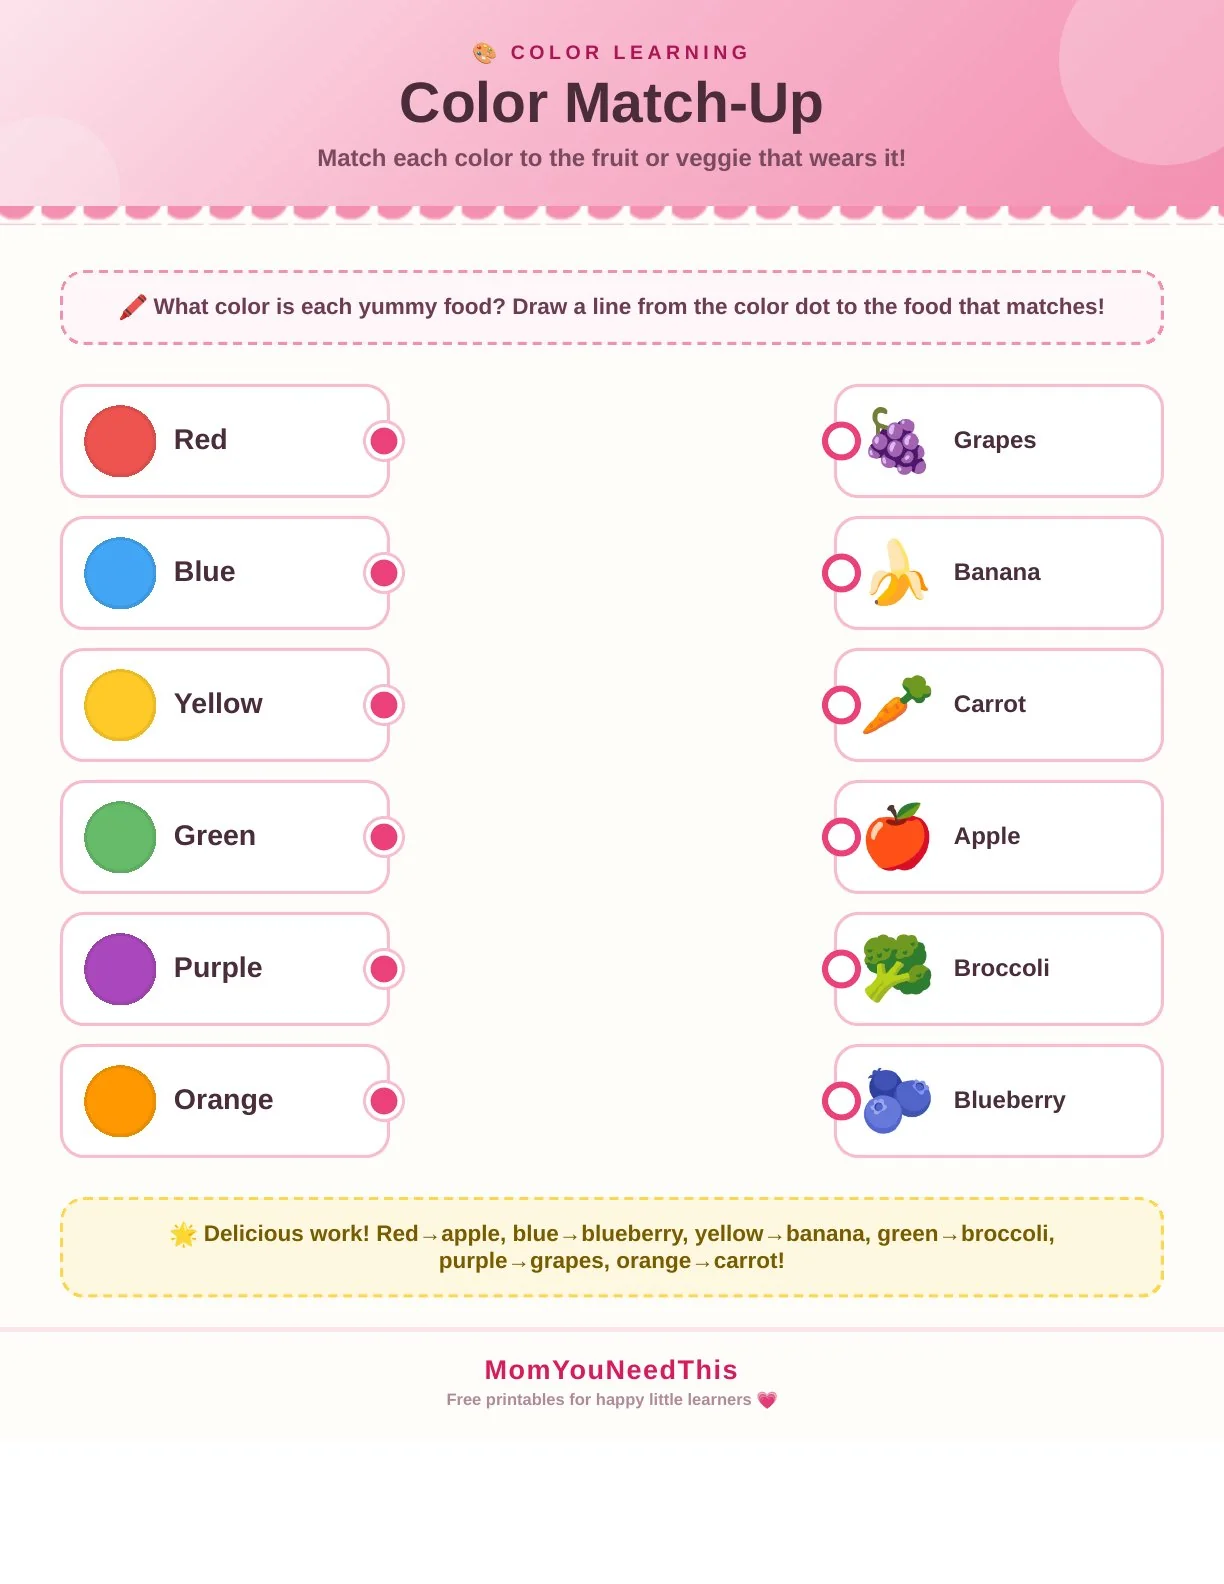 🎨 COLOR LEARNING
Color Match-Up
Match each color to the fruit or veggie that wears it!
🖍️ What color is each yummy food? Draw a line from the color dot to the food that matches!
Red
Grapes
Blue
Banana
Yellow
Carrot
Green
Apple
Purple
Broccoli
Orange
Blueberry
🌟 Delicious work! Red→apple, blue→blueberry, yellow→banana, green→broccoli,
purple→grapes, orange→carrot!
MomYouNeedThis
Free printables for happy little learners 💗